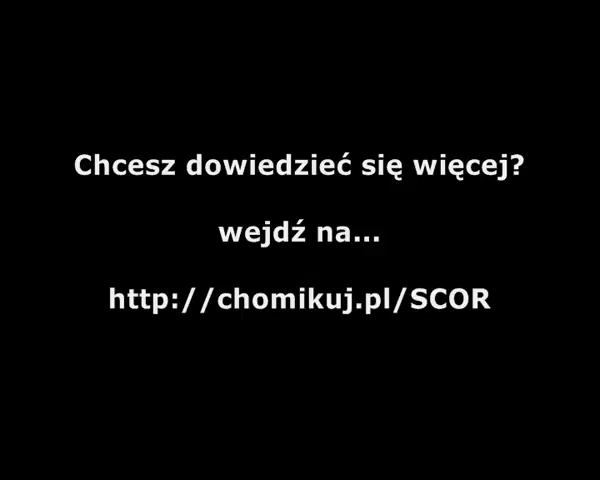 Chcesz dowiedzieć się więcej?
wejdź na...
http://chomikuj.pl/SCOR